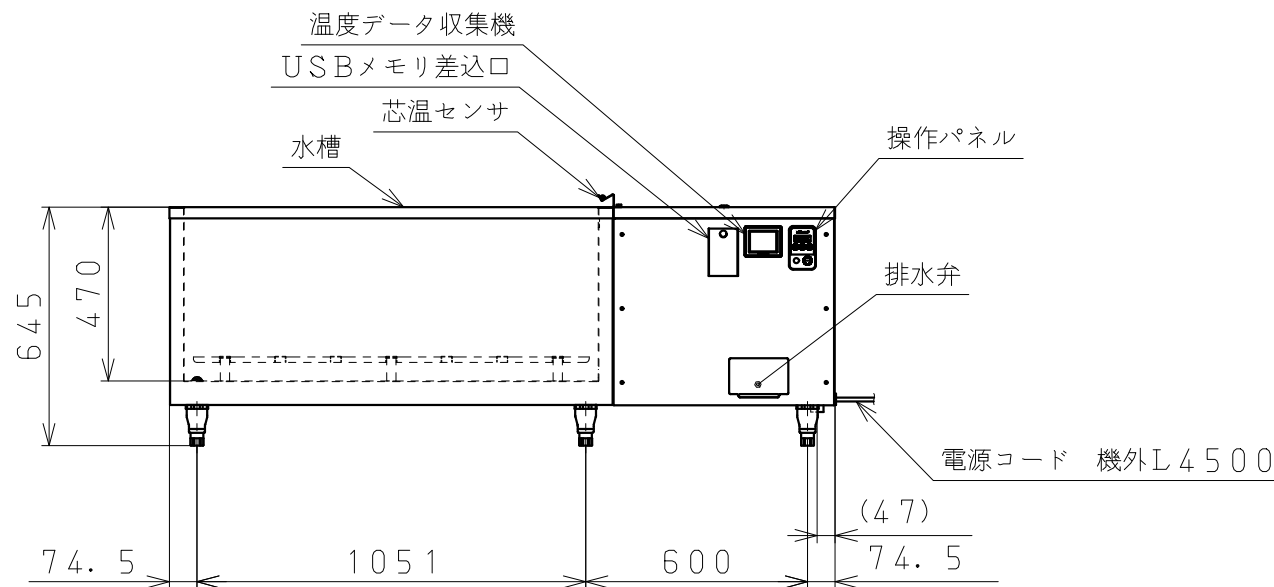 温度データ収集機
USBメモリ差込口
芯温センサ
水槽
操作パネル
排水弁
645
470
電源コード 機外L4500
(47)
74.5
1051
600
74.5